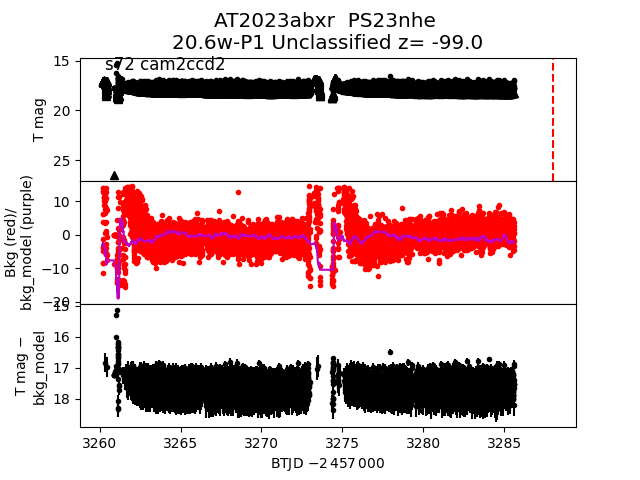 AT2023abxr  PS23nhe
20.6w-P1 Unclassified z= -99.0
s72 cam2ccd2
T mag
15
20
25
Bkg (red)/
bkg_model (purple)
10
0
−10
−20
T mag −
bkg_model
15
16
17
18
3260
3265
3270
3275
3280
3285
BTJD −2 457 000